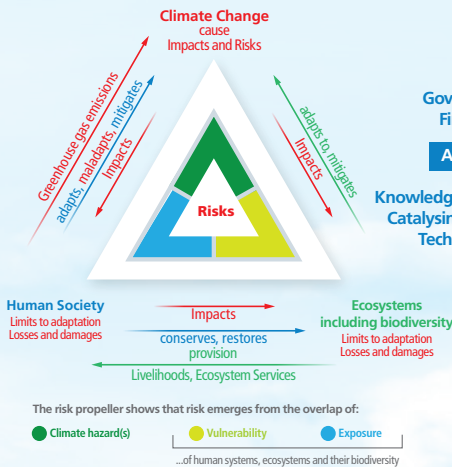 Climate Change
cause
Impacts and Risks
Greenhouse gas emissions
adapts, maladapts, mitigates
Impacts
adapts to, mitigates
Impacts
Risks
Human Society
Limits to adaptation
Losses and damages
Impacts
conserves, restores
provision
Livelihoods, Ecosystem Services
Ecosystems
including biodiversity
Limits to adaptation
Losses and damages
Gov
Fi
A
Knowledg
Catalysin
Tech
The risk propeller shows that risk emerges from the overlap of:
Climate hazard(s)
Vulnerability
Exposure
...of human systems, ecosystems and their biodiversity